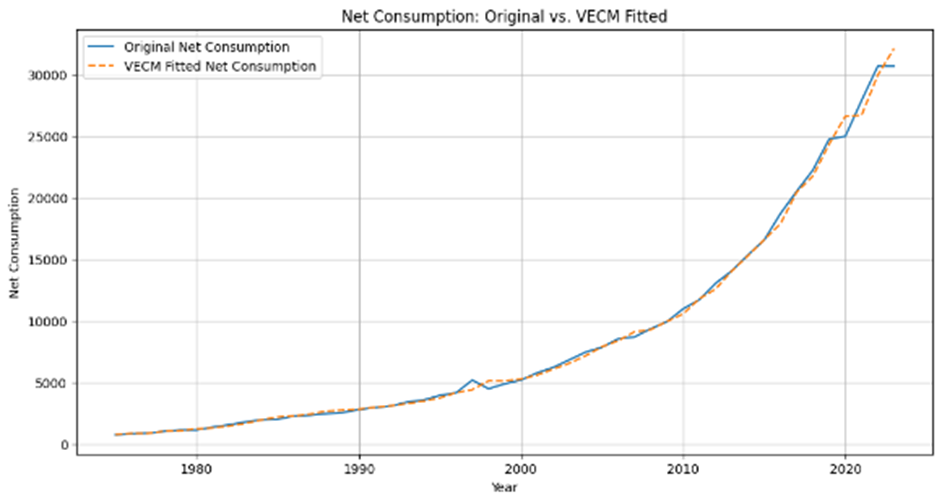 Net Consumption: Original vs. VECM Fitted
Original Net Consumption
VECM Fitted Net Consumption
30000
25000
20000
15000
10000
5000
0
Net Consumption
1980 1990 2000 2010 2020
Year